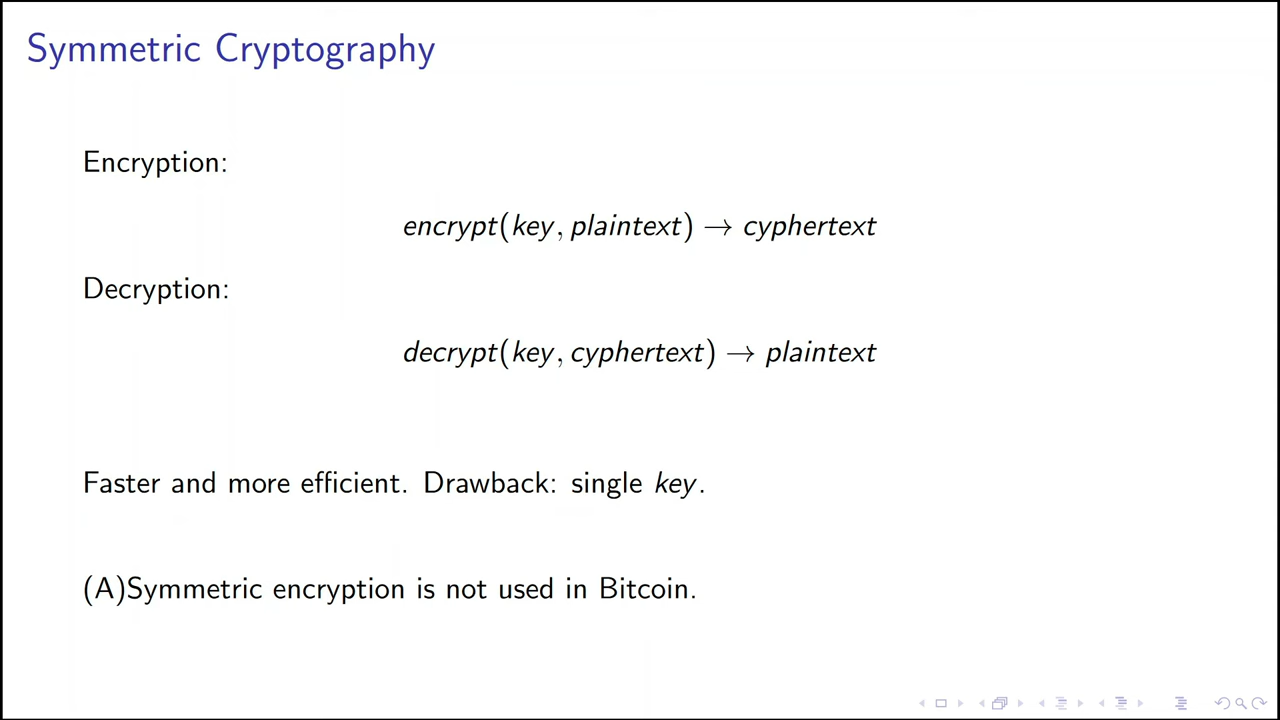 Symmetric Cryptography
Encryption:
encrypt(key, plaintext) → cyphertext
Decryption:
decrypt(key, cyphertext) → plaintext
Faster and more efficient. Drawback: single key.
(A)Symmetric encryption is not used in Bitcoin.